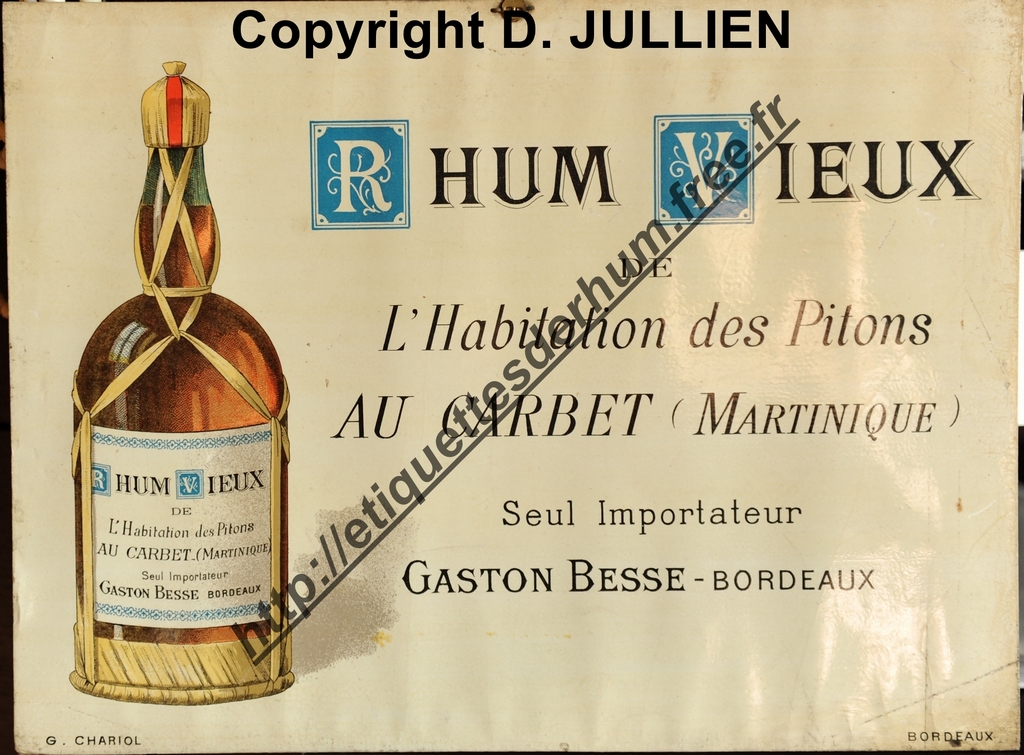 Copyright D. JULLIEN
RHUM VIEUX
DE
L'Habitation des Pitons
AU CARBET (MARTINIQUE)
Seul Importateur
GASTON BESSE - BORDEAUX
RHUM VIEUX
DE
L'Habitation des Pitons
AU CARBET_(MARTINIQUE)
Seul Importateur
GASTON BESSE BORDEAUX
http://etiquettesderhum.free.fr
G. CHARIOL
BORDEAUX